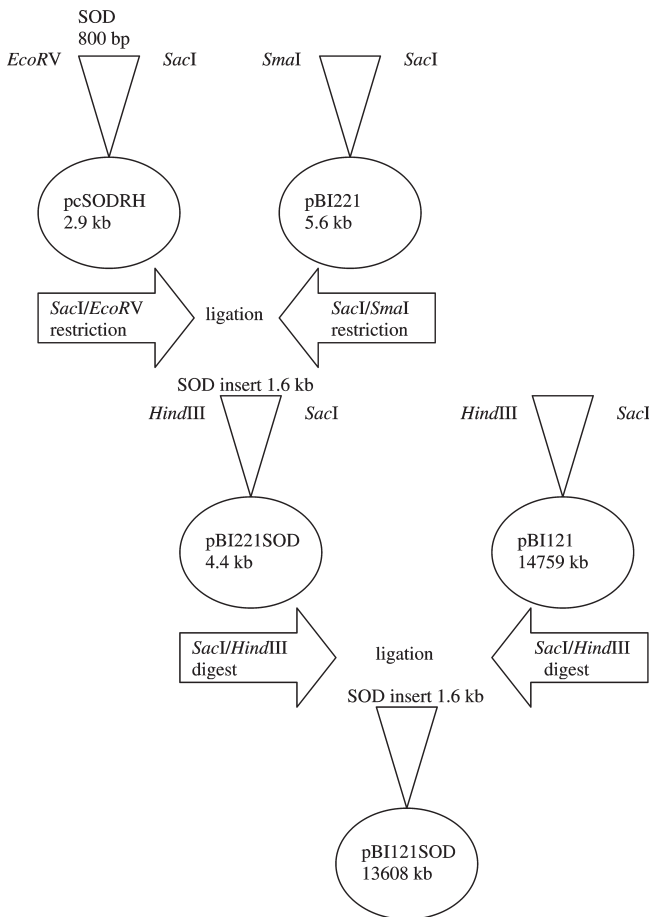 SOD
800 bp
EcoRV
SacI
SmaI
SacI
pcSODRH
2.9 kb
pBI221
5.6 kb
SacI/EcoRV
restriction
ligation
SacI/SmaI
restriction
SOD insert 1.6 kb
HindIII
SacI
HindIII
SacI
pBI221SOD
4.4 kb
pBI121
14759 kb
SacI/HindIII
digest
ligation
SacI/HindIII
digest
SOD insert 1.6 kb
pBI121SOD
13608 kb